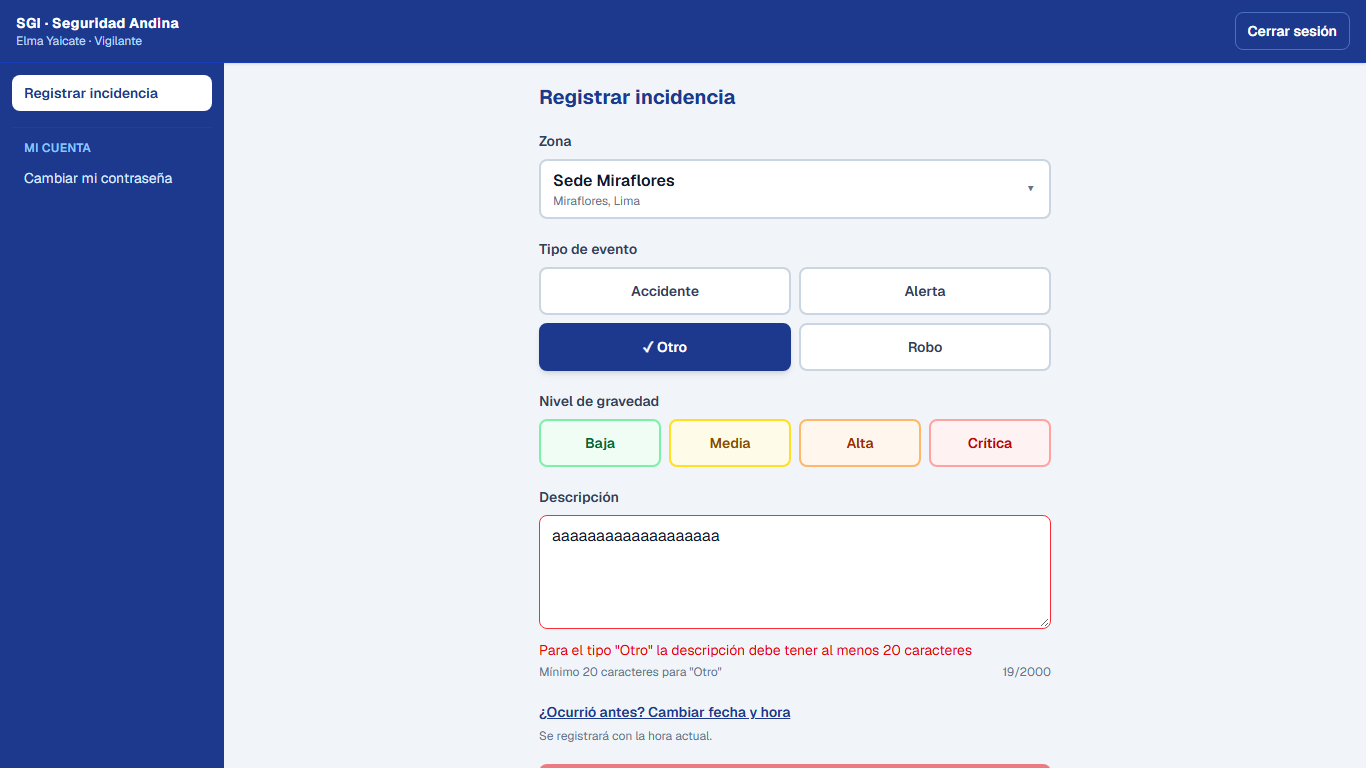 SGI · Seguridad Andina
Elma Yaicate · Vigilante
Cerrar sesión
Registrar incidencia
MI CUENTA
Cambiar mi contraseña
Registrar incidencia
Zona
Sede Miraflores
Miraflores, Lima
Tipo de evento
Accidente
Alerta
✓ Otro
Robo
Nivel de gravedad
Baja
Media
Alta
Crítica
Descripción
aaaaaaaaaaaaaaaaaaa
Para el tipo "Otro" la descripción debe tener al menos 20 caracteres
Mínimo 20 caracteres para "Otro"
19/2000
¿Ocurrió antes? Cambiar fecha y hora
Se registrará con la hora actual.